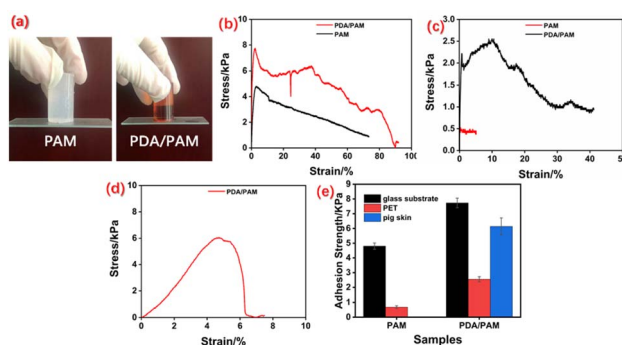 (a)
PAM
PDA/PAM
(b)
PDA/PAM
PAM
Stress/kPa
8
6
4
2
0
0
20
40
60
80
100
Strain/%
(c)
PAM
PDA/PAM
Stress/kPa
2.5
2.0
1.5
1.0
0.5
0.0
0
10
20
30
40
50
Strain/%
(d)
PDA/PAM
Stress/kPa
8
6
4
2
0
0
2
4
6
8
10
Strain/%
(e)
glass substrate
PET
pig skin
Adhesion Strength/KPa
8
7
6
5
4
3
2
1
0
PAM
PDA/PAM
Samples